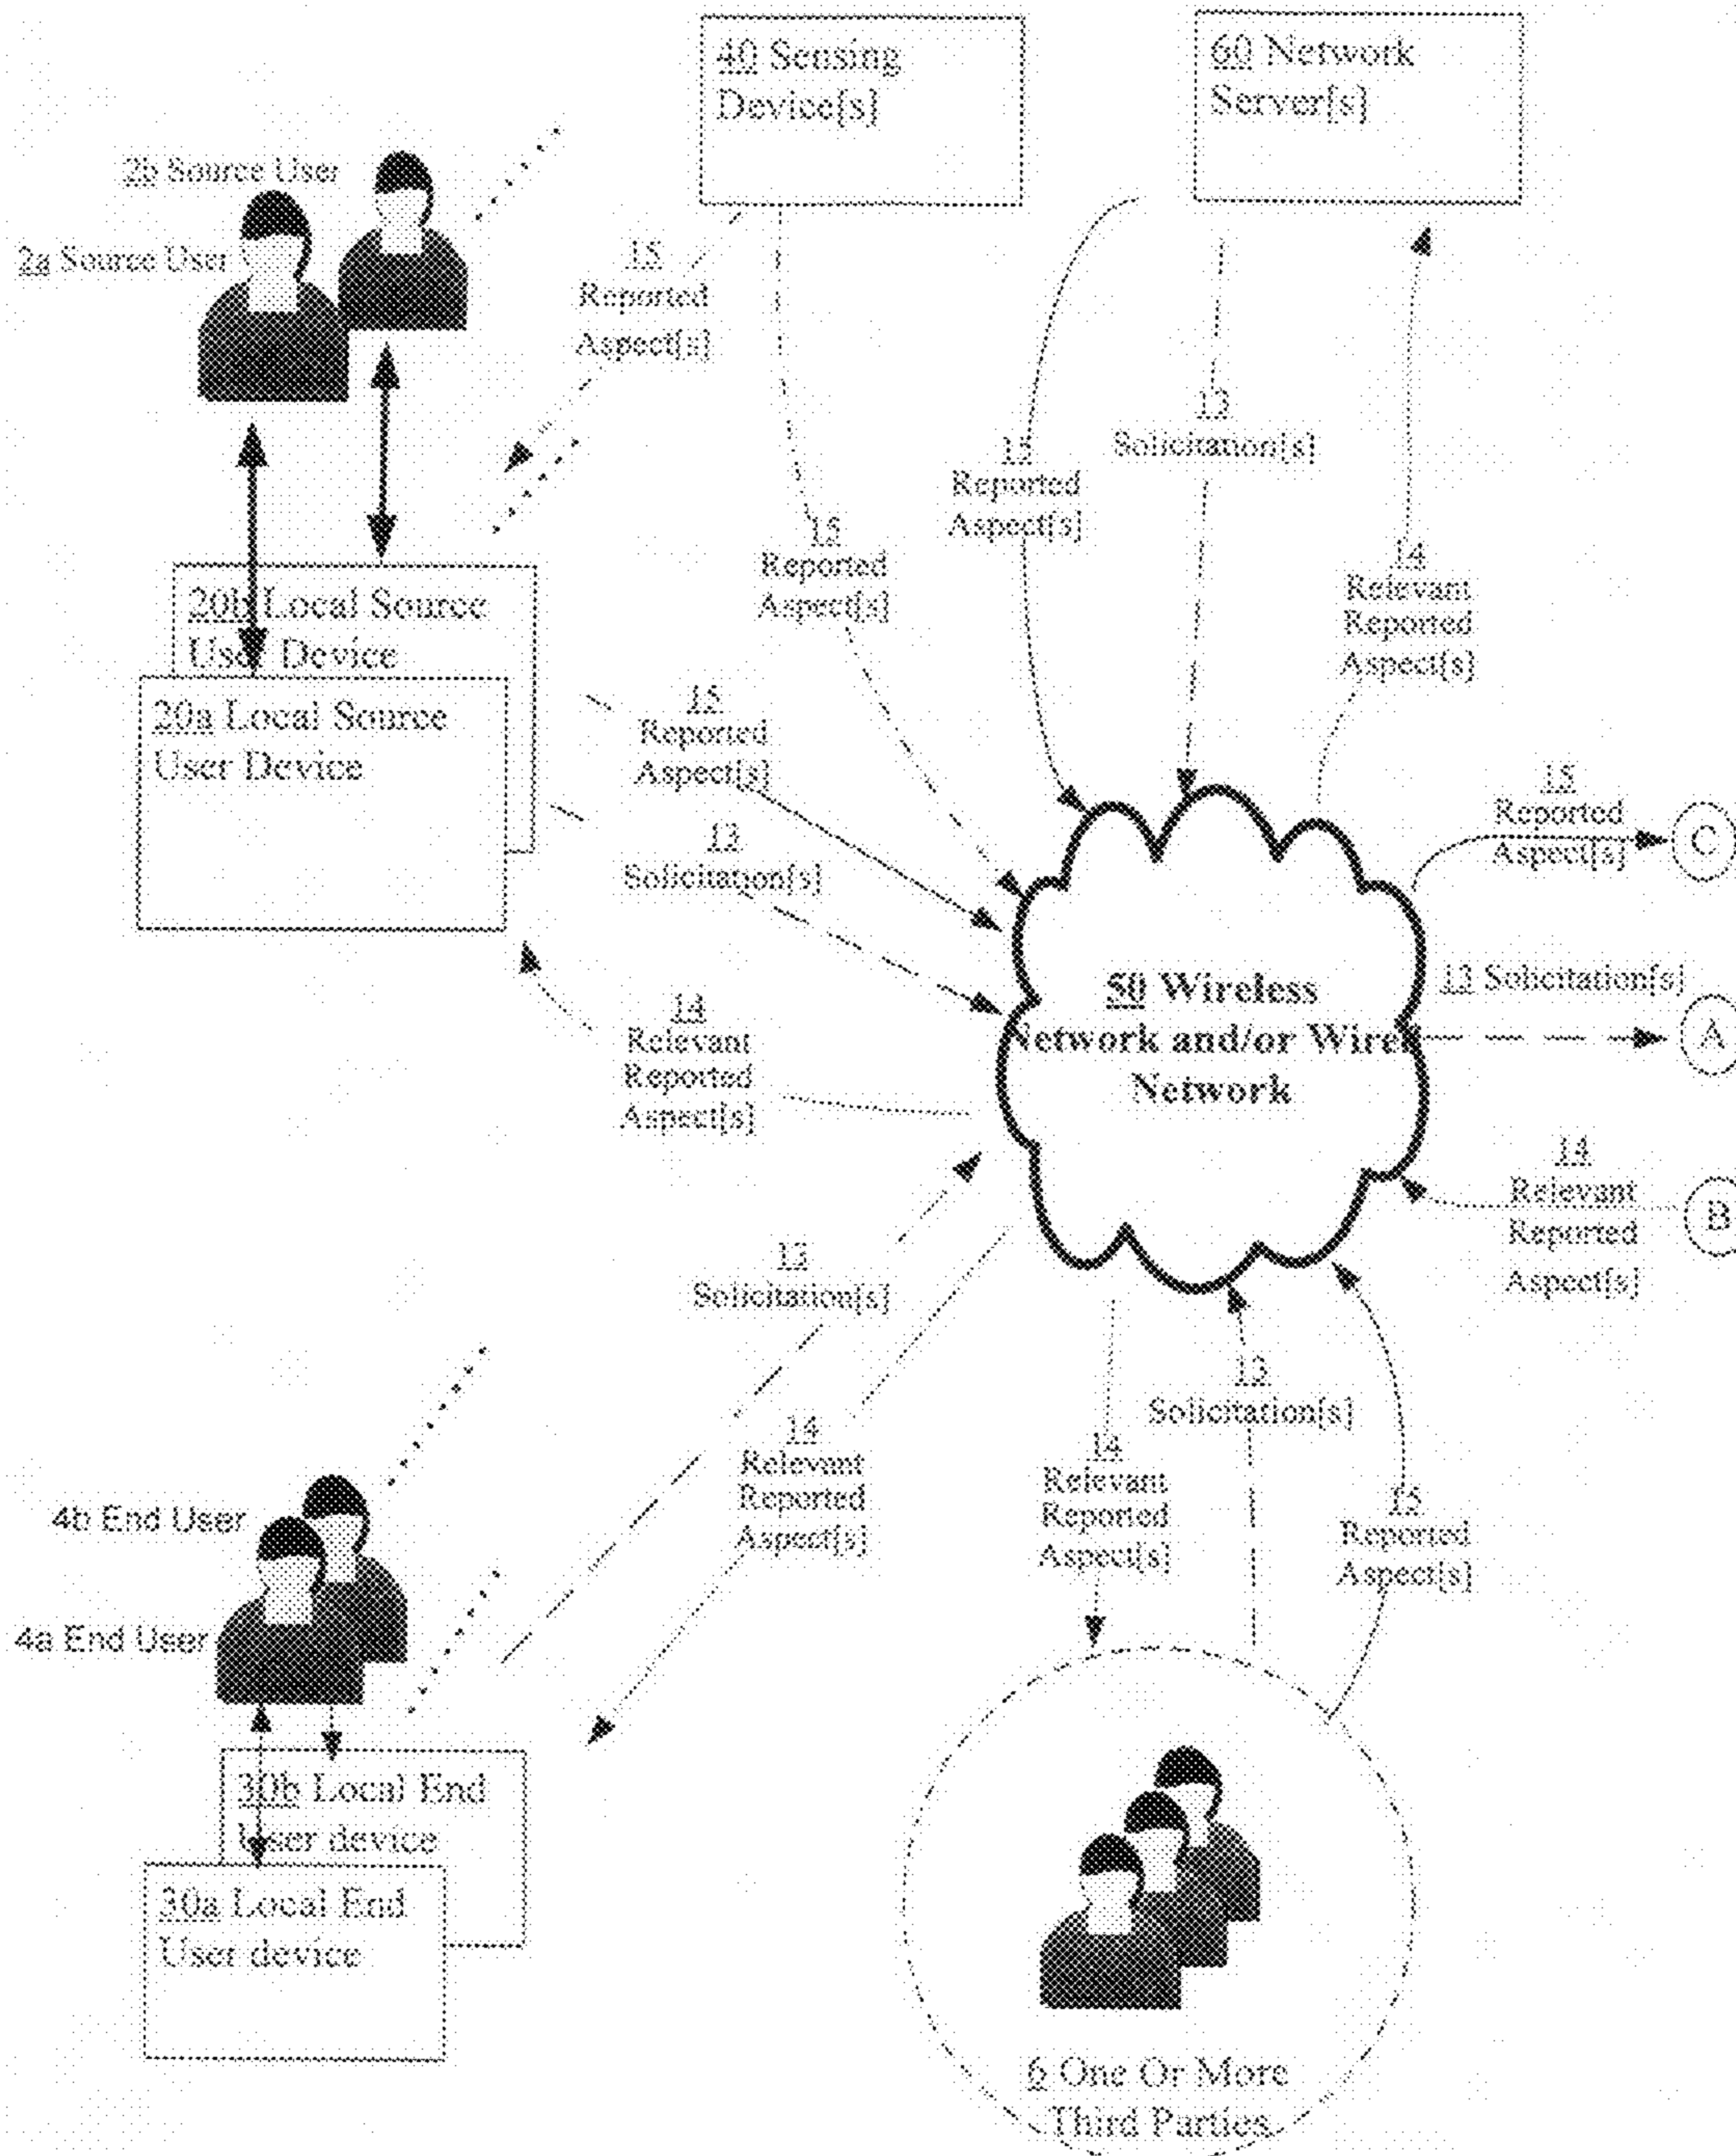 40 Sensing
Device[s]
60 Network
Server[s]
2b Source User
2a Source User
15
Reported
Aspect[s]
15
Reported
Aspect[s]
13
Solicitation[s]
15
Reported
Aspect[s]
14
Relevant
Reported
Aspect[s]
20b Local Source
User Device
20a Local Source
User Device
15
Reported
Aspect[s]
13
Solicitation[s]
15
Reported
Aspect[s]
C
50 Wireless
Network and/or Wired
Network
13 Solicitation[s]
A
14
Relevant
Reported
Aspect[s]
14
Relevant
Reported
Aspect[s]
B
13
Solicitation[s]
13
Solicitation[s]
14
Relevant
Reported
Aspect[s]
14
Relevant
Reported
Aspect[s]
15
Reported
Aspect[s]
4b End User
4a End User
30b Local End
User device
30a Local End
User device
6 One Or More
Third Parties